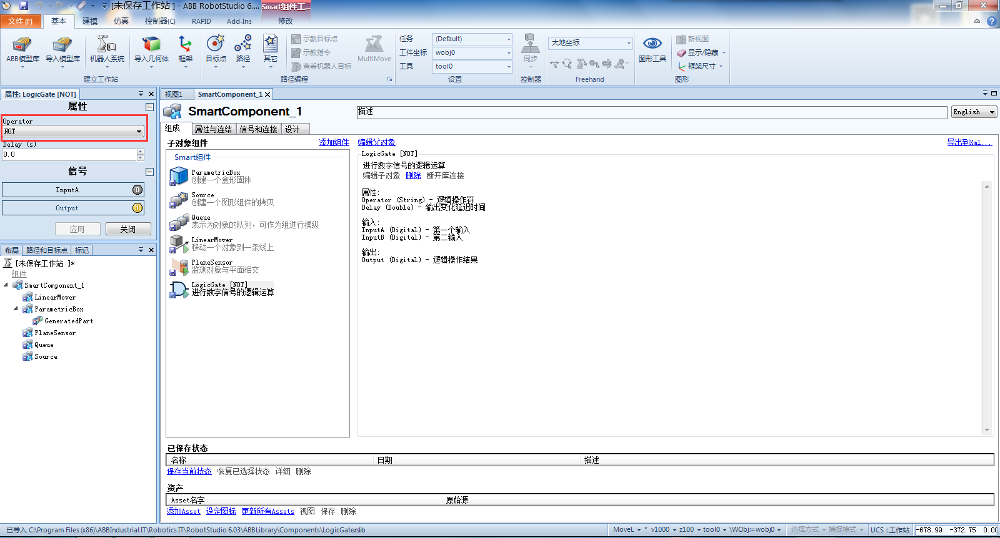 [未保存工作站 ] - ABB RobotStudio 6....
Smart组件工...
文件(F) 基本 建模 仿真 控制器(C) RAPID Add-Ins 修改
ABB模型库 导入模型库 机器人系统 导入几何体 框架
建立工作站
目标点 路径 其它
示教目标点
示教指令
查看机器人目标
MultiMove
路径编程
任务 (Default)
工件坐标 wobj0
工具 tool0
设置
同步
控制器
大地坐标
Freehand
图形工具
新视图
显示/隐藏
框架尺寸
图形
属性: LogicGate [NOT]
属性
Operator
NOT
Delay (s)
0.0
信号
InputA 0
Output 1
应用 关闭
布局 路径和目标点 标记
[未保存工作站 ]*
组件
SmartComponent_1
LinearMover
ParametricBox
GeneratedPart
PlaneSensor
Queue
Source
视图1 SmartComponent_1
SmartComponent_1
描述
English
组成 属性与连结 信号和连接 设计
子对象组件 添加组件
Smart组件
ParametricBox
创建一个盒形固体
Source
创建一个图形组件的拷贝
Queue
表示为对象的队列，可作为组进行操纵
LinearMover
移动一个对象到一条线上
PlaneSensor
监测对象与平面相交
LogicGate [NOT]
进行数字信号的逻辑运算
编辑父对象 导出到Xml...
LogicGate [NOT]
进行数字信号的逻辑运算
编辑子对象 删除 断开库连接
属性:
Operator (String) - 逻辑操作符
Delay (Double) - 输出变化延迟时间
输入:
InputA (Digital) - 第一个输入
InputB (Digital) - 第二输入
输出:
Output (Digital) - 逻辑操作结果
已保存状态
名称 日期 描述
保存当前状态 恢复已选择状态 详细 删除
资产
Asset名字 原始源
添加Asset 设定图标 更新所有Assets 视图 保存 删除
已导入 C:\Program Files (x86)\ABBIndustrial IT\Robotics IT\RobotStudio 6.03\ABBLibrary\Components\LogicGate.rslib
MoveL * v1000 z100 tool0 \WObj:=wobj0 选择方式 捕捉模式 UCS : 工作站 -678.99 -372.75 0.00